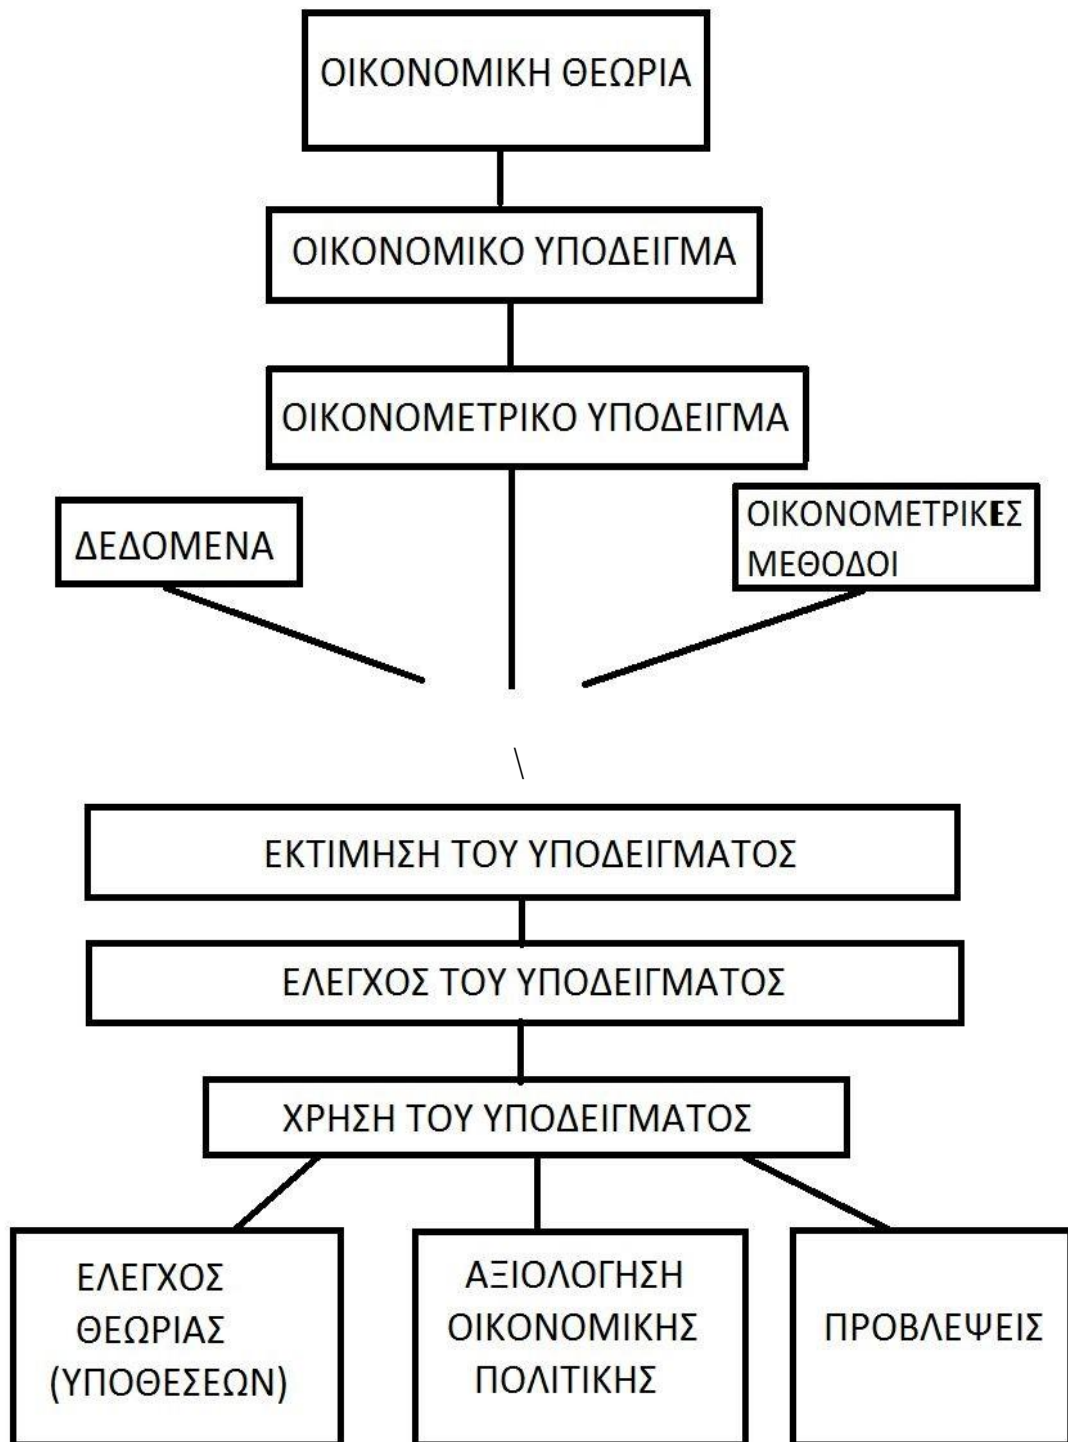 ΟΙΚΟΝΟΜΙΚΗ ΘΕΩΡΙΑ
ΟΙΚΟΝΟΜΙΚΟ ΥΠΟΔΕΙΓΜΑ
ΟΙΚΟΝΟΜΕΤΡΙΚΟ ΥΠΟΔΕΙΓΜΑ
ΔΕΔΟΜΕΝΑ
ΟΙΚΟΝΟΜΕΤΡΙΚΕΣ
ΜΕΘΟΔΟΙ
ΕΚΤΙΜΗΣΗ ΤΟΥ ΥΠΟΔΕΙΓΜΑΤΟΣ
ΕΛΕΓΧΟΣ ΤΟΥ ΥΠΟΔΕΙΓΜΑΤΟΣ
ΧΡΗΣΗ ΤΟΥ ΥΠΟΔΕΙΓΜΑΤΟΣ
ΕΛΕΓΧΟΣ
ΘΕΩΡΙΑΣ
(ΥΠΟΘΕΣΕΩΝ)
ΑΞΙΟΛΟΓΗΣΗ
ΟΙΚΟΝΟΜΙΚΗΣ
ΠΟΛΙΤΙΚΗΣ
ΠΡΟΒΛΕΨΕΙΣ